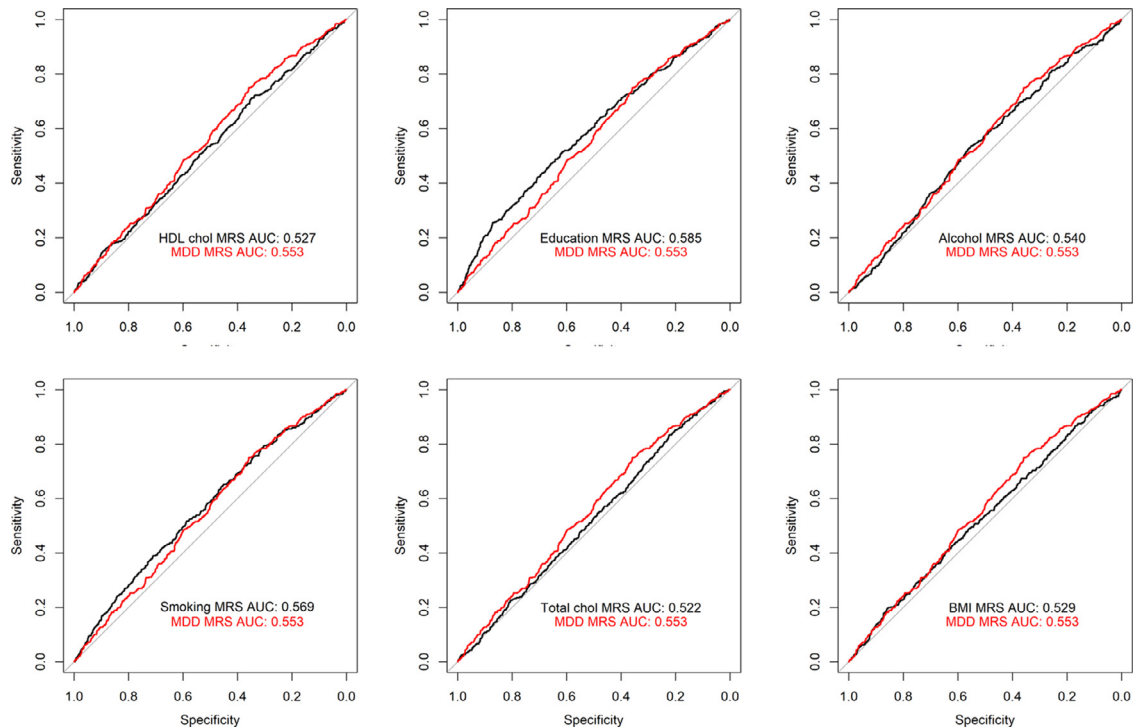 Sensitivity
0.0 0.2 0.4 0.6 0.8 1.0
HDL chol MRS AUC: 0.527
MDD MRS AUC: 0.553
1.0 0.8 0.6 0.4 0.2 0.0
Sensitivity
0.0 0.2 0.4 0.6 0.8 1.0
Education MRS AUC: 0.585
MDD MRS AUC: 0.553
1.0 0.8 0.6 0.4 0.2 0.0
Sensitivity
0.0 0.2 0.4 0.6 0.8 1.0
Alcohol MRS AUC: 0.540
MDD MRS AUC: 0.553
1.0 0.8 0.6 0.4 0.2 0.0
Sensitivity
0.0 0.2 0.4 0.6 0.8 1.0
Smoking MRS AUC: 0.569
MDD MRS AUC: 0.553
1.0 0.8 0.6 0.4 0.2 0.0
Specificity
Sensitivity
0.0 0.2 0.4 0.6 0.8 1.0
Total chol MRS AUC: 0.522
MDD MRS AUC: 0.553
1.0 0.8 0.6 0.4 0.2 0.0
Specificity
Sensitivity
0.0 0.2 0.4 0.6 0.8 1.0
BMI MRS AUC: 0.529
MDD MRS AUC: 0.553
1.0 0.8 0.6 0.4 0.2 0.0
Specificity